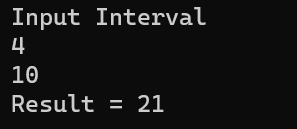 Input Interval
4
10
Result = 21